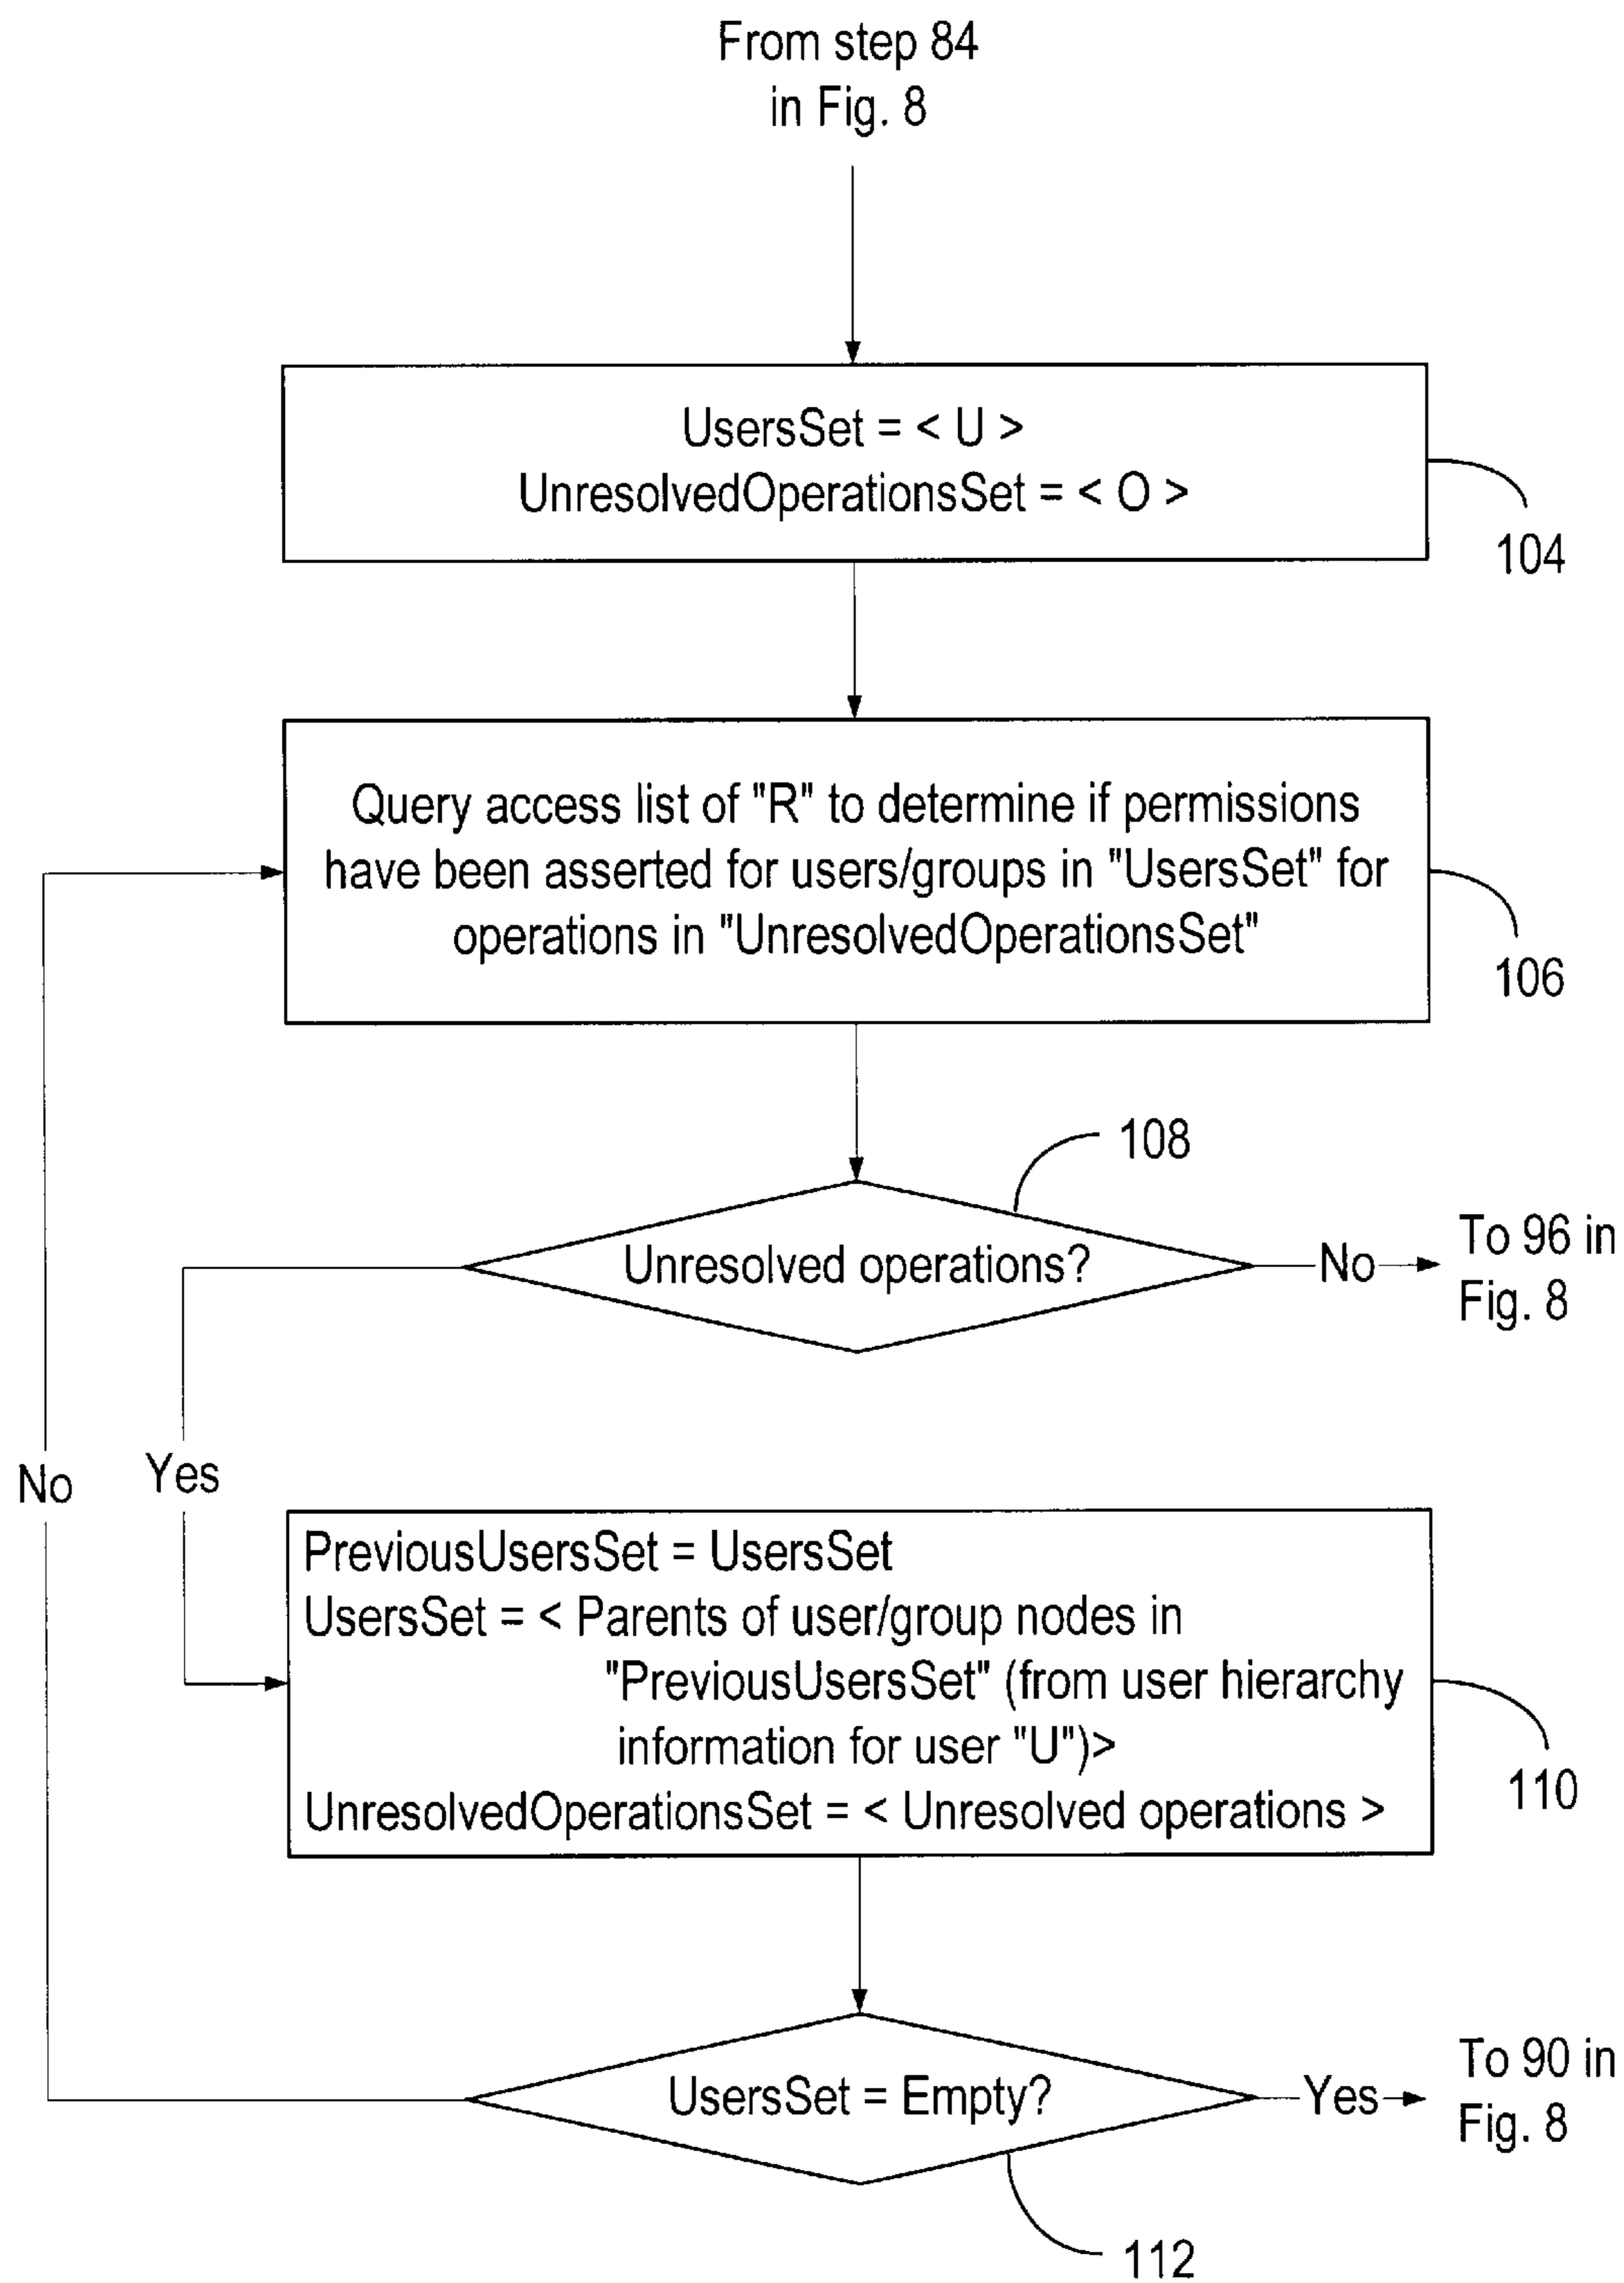 From step 84
in Fig. 8
UsersSet = < U >
UnresolvedOperationsSet = < O >
104
Query access list of "R" to determine if permissions
have been asserted for users/groups in "UsersSet" for
operations in "UnresolvedOperationsSet"
106
108
Unresolved operations?
No
To 96 in
Fig. 8
No
Yes
PreviousUsersSet = UsersSet
UsersSet = < Parents of user/group nodes in
"PreviousUsersSet" (from user hierarchy
information for user "U")>
UnresolvedOperationsSet = < Unresolved operations >
110
UsersSet = Empty?
Yes
To 90 in
Fig. 8
112